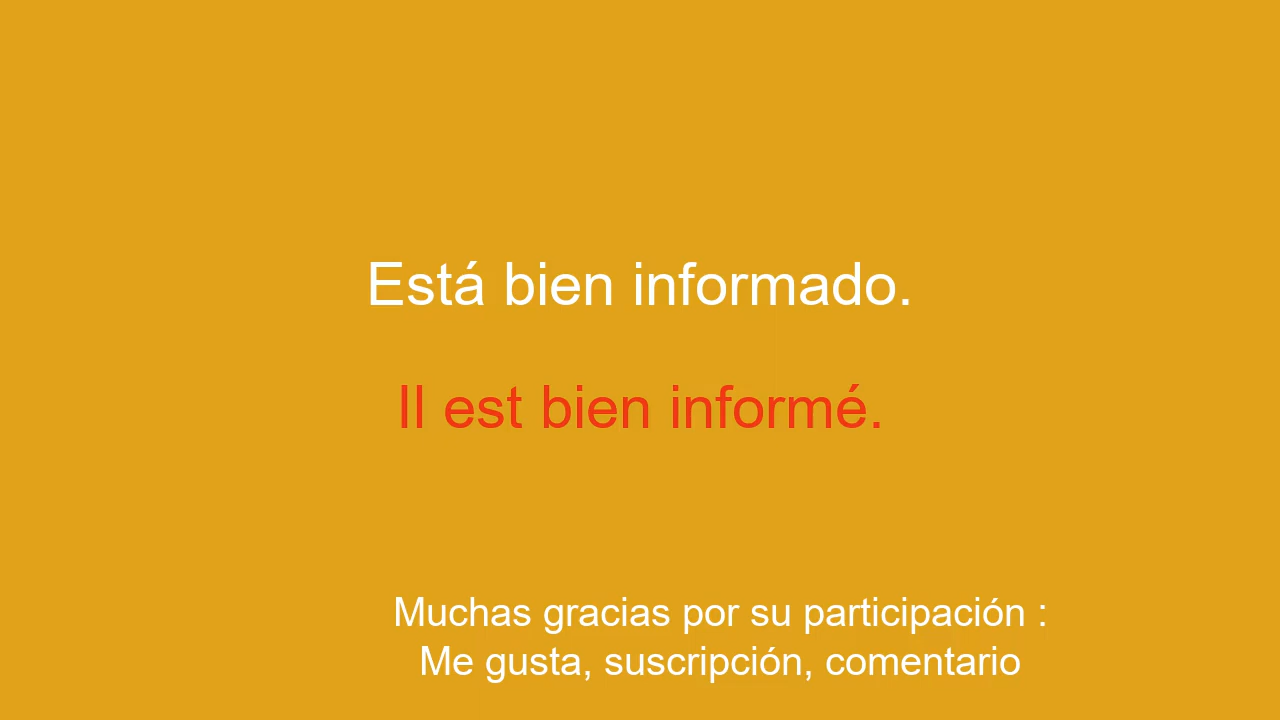 Está bien informado.
Il est bien informé.
Muchas gracias por su participación :
Me gusta, suscripción, comentario